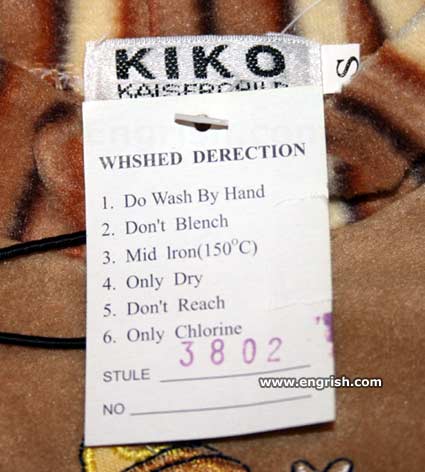 KIKO
S
WHSHED DERECTION
1. Do Wash By Hand
2. Don't Blench
3. Mid Iron(150°C)
4. Only Dry
5. Don't Reach
6. Only Chlorine
3802
STULE
NO
www.engrish.com